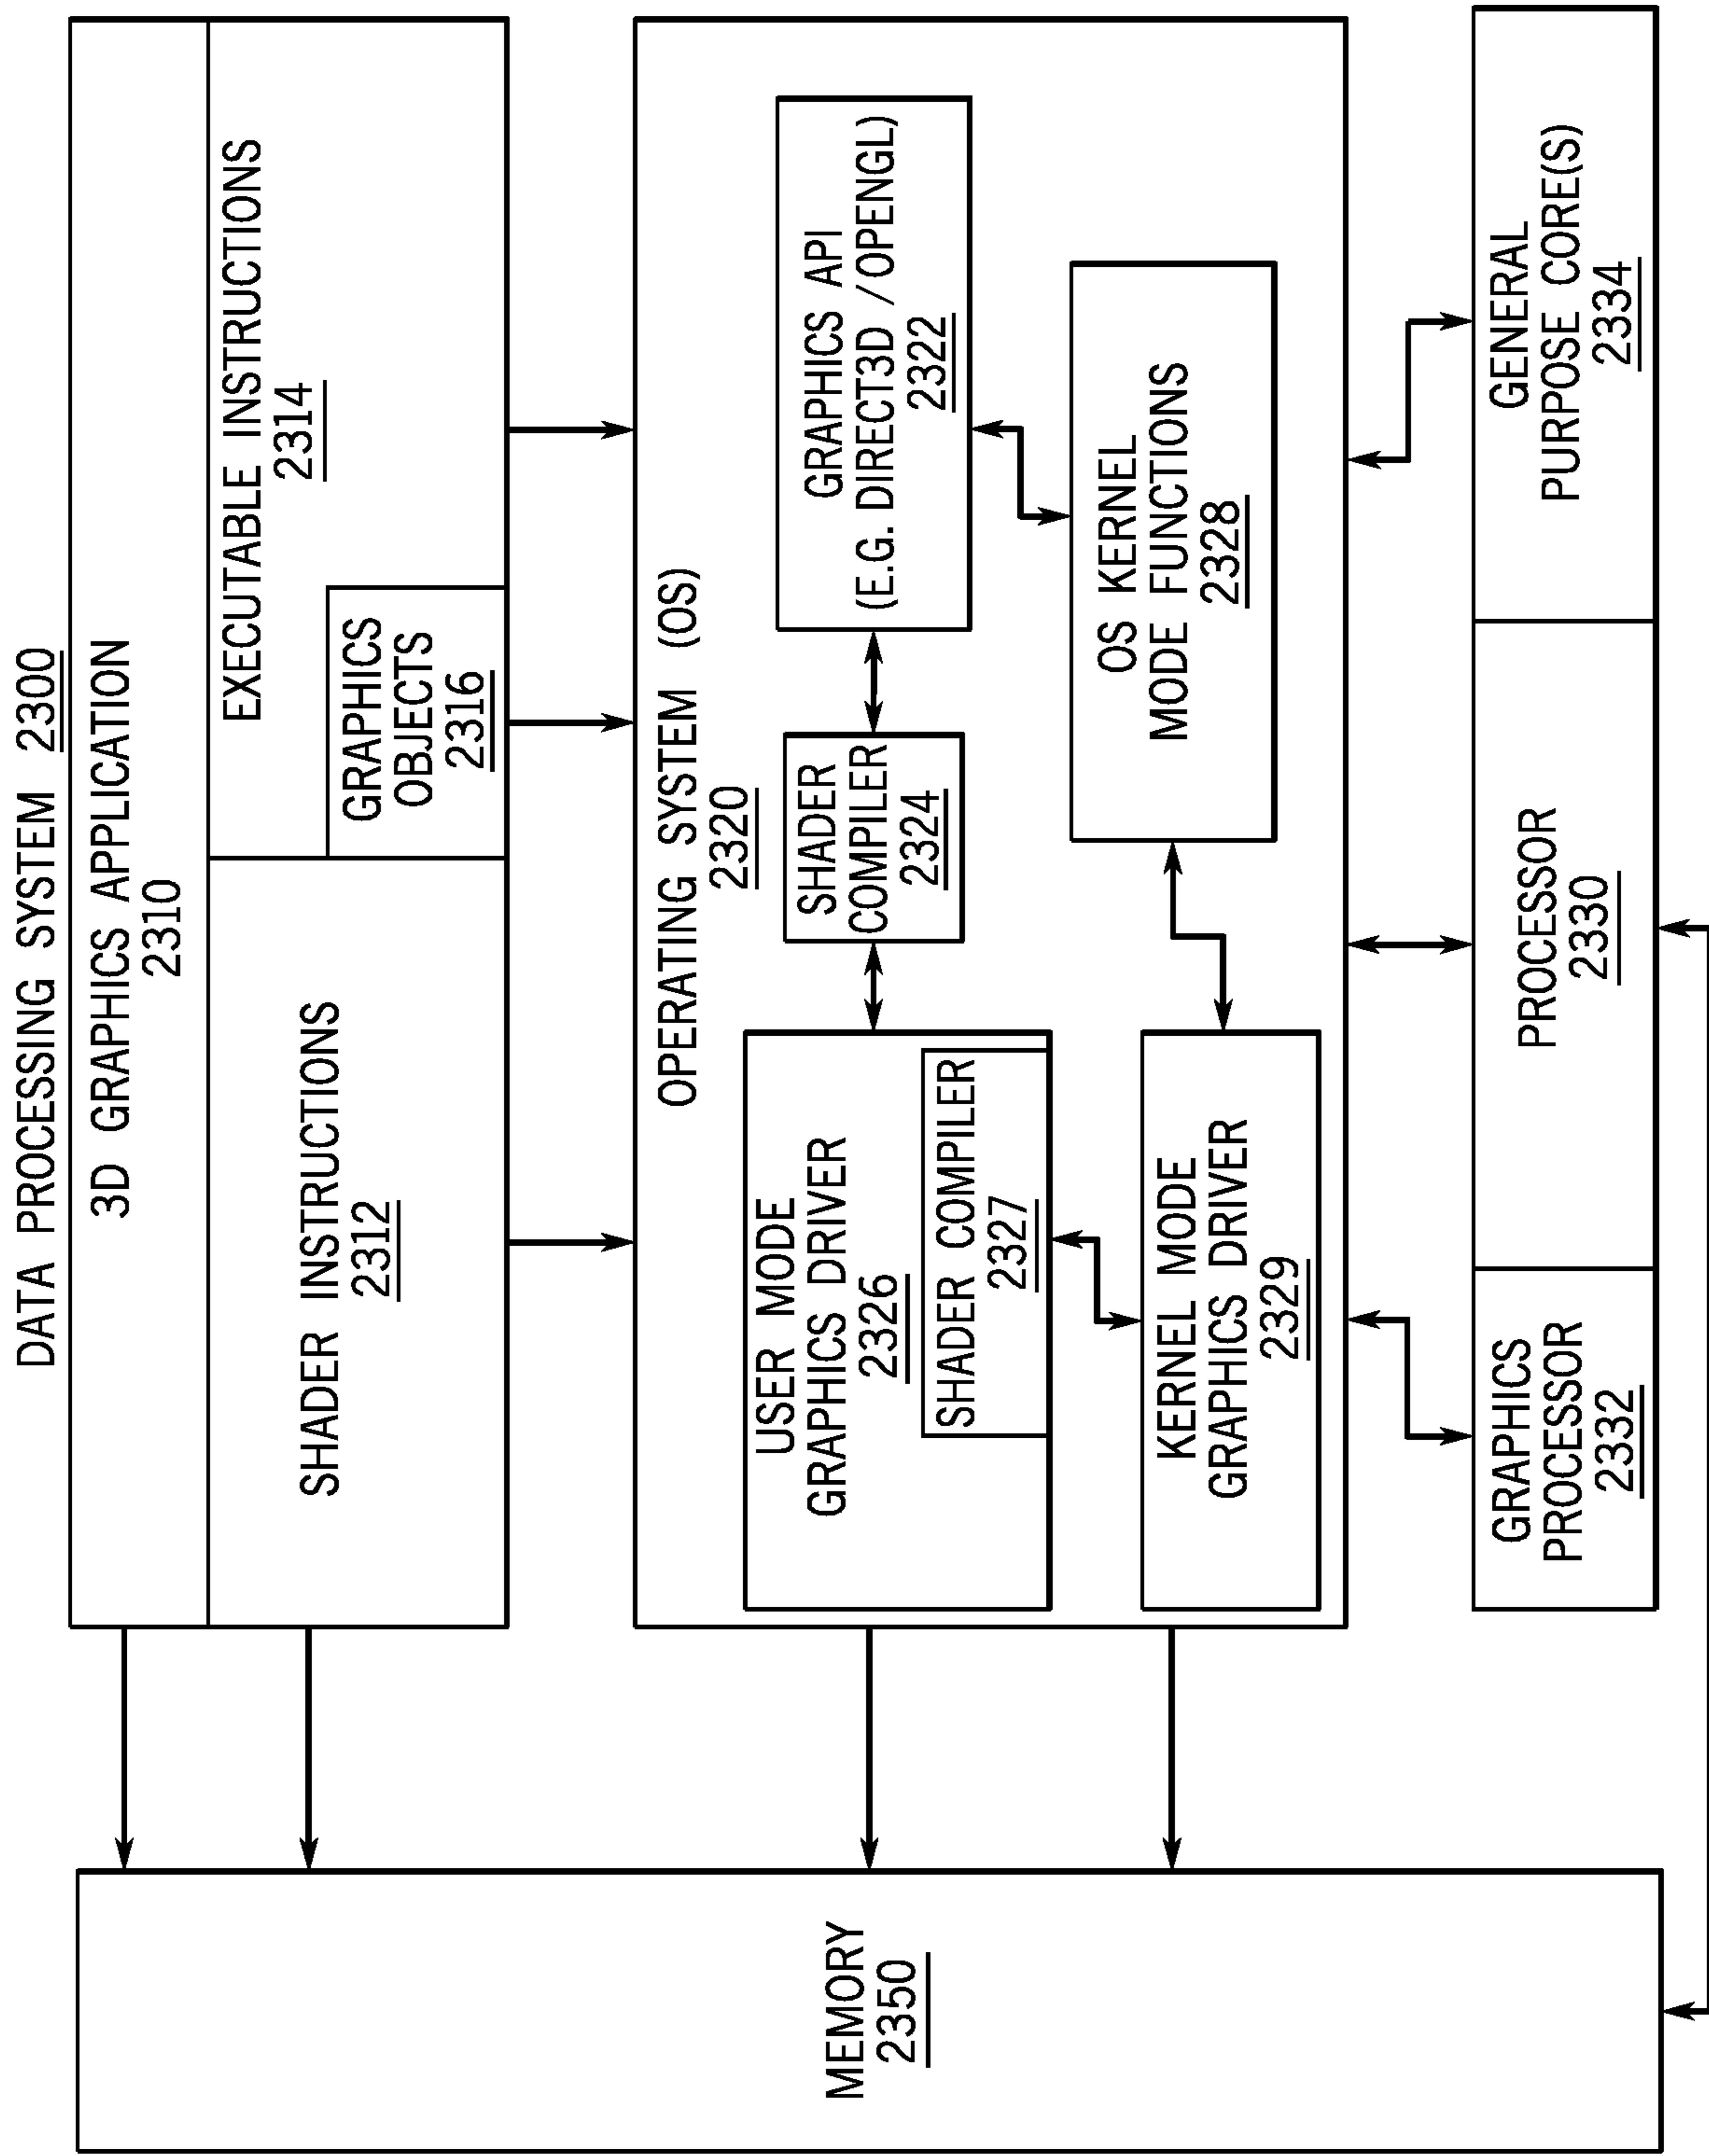 DATA PROCESSING SYSTEM 2300
3D GRAPHICS APPLICATION
2310
SHADER INSTRUCTIONS
2312
EXECUTABLE INSTRUCTIONS
2314
GRAPHICS
OBJECTS
2316
OPERATING SYSTEM (OS)
2320
USER MODE
GRAPHICS DRIVER
2326
SHADER COMPILER
2327
SHADER
COMPILER
2324
GRAPHICS API
(E.G. DIRECT3D /OPENGL)
2322
KERNEL MODE
GRAPHICS DRIVER
2329
OS KERNEL
MODE FUNCTIONS
2328
GRAPHICS
PROCESSOR
2332
PROCESSOR
2330
GENERAL
PURPOSE CORE(S)
2334
MEMORY
2350